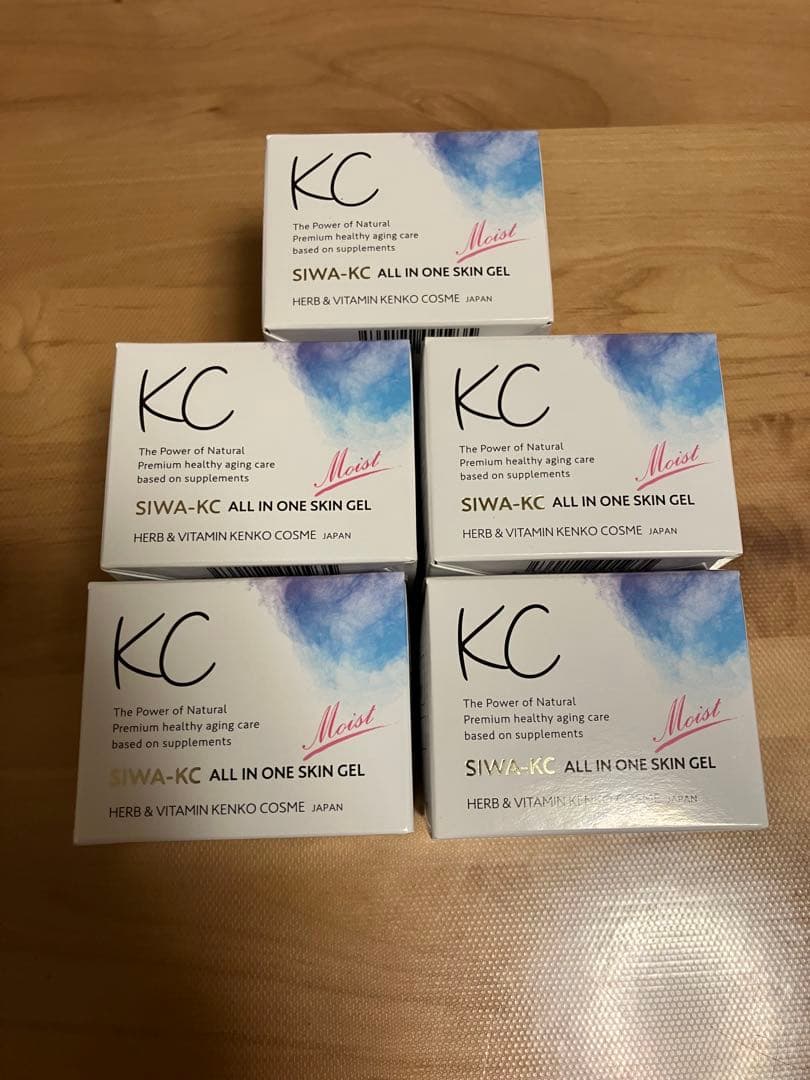 KC
The Power of Natural
Premium healthy aging care
based on supplements
Moist
SIWA-KC ALL IN ONE SKIN GEL
HERB & VITAMIN KENKO COSME JAPAN
KC
The Power of Natural
Premium healthy aging care
based on supplements
Moist
SIWA-KC ALL IN ONE SKIN GEL
HERB & VITAMIN KENKO COSME JAPAN
KC
The Power of Natural
Premium healthy aging care
based on supplements
Moist
SIWA-KC ALL IN ONE SKIN GEL
HERB & VITAMIN KENKO COSME JAPAN
KC
The Power of Natural
Premium healthy aging care
based on supplements
Moist
SIWA-KC ALL IN ONE SKIN GEL
HERB & VITAMIN KENKO COSME JAPAN
KC
The Power of Natural
Premium healthy aging care
based on supplements
Moist
SIWA-KC ALL IN ONE SKIN GEL
HERB & VITAMIN KENKO COSME JAPAN